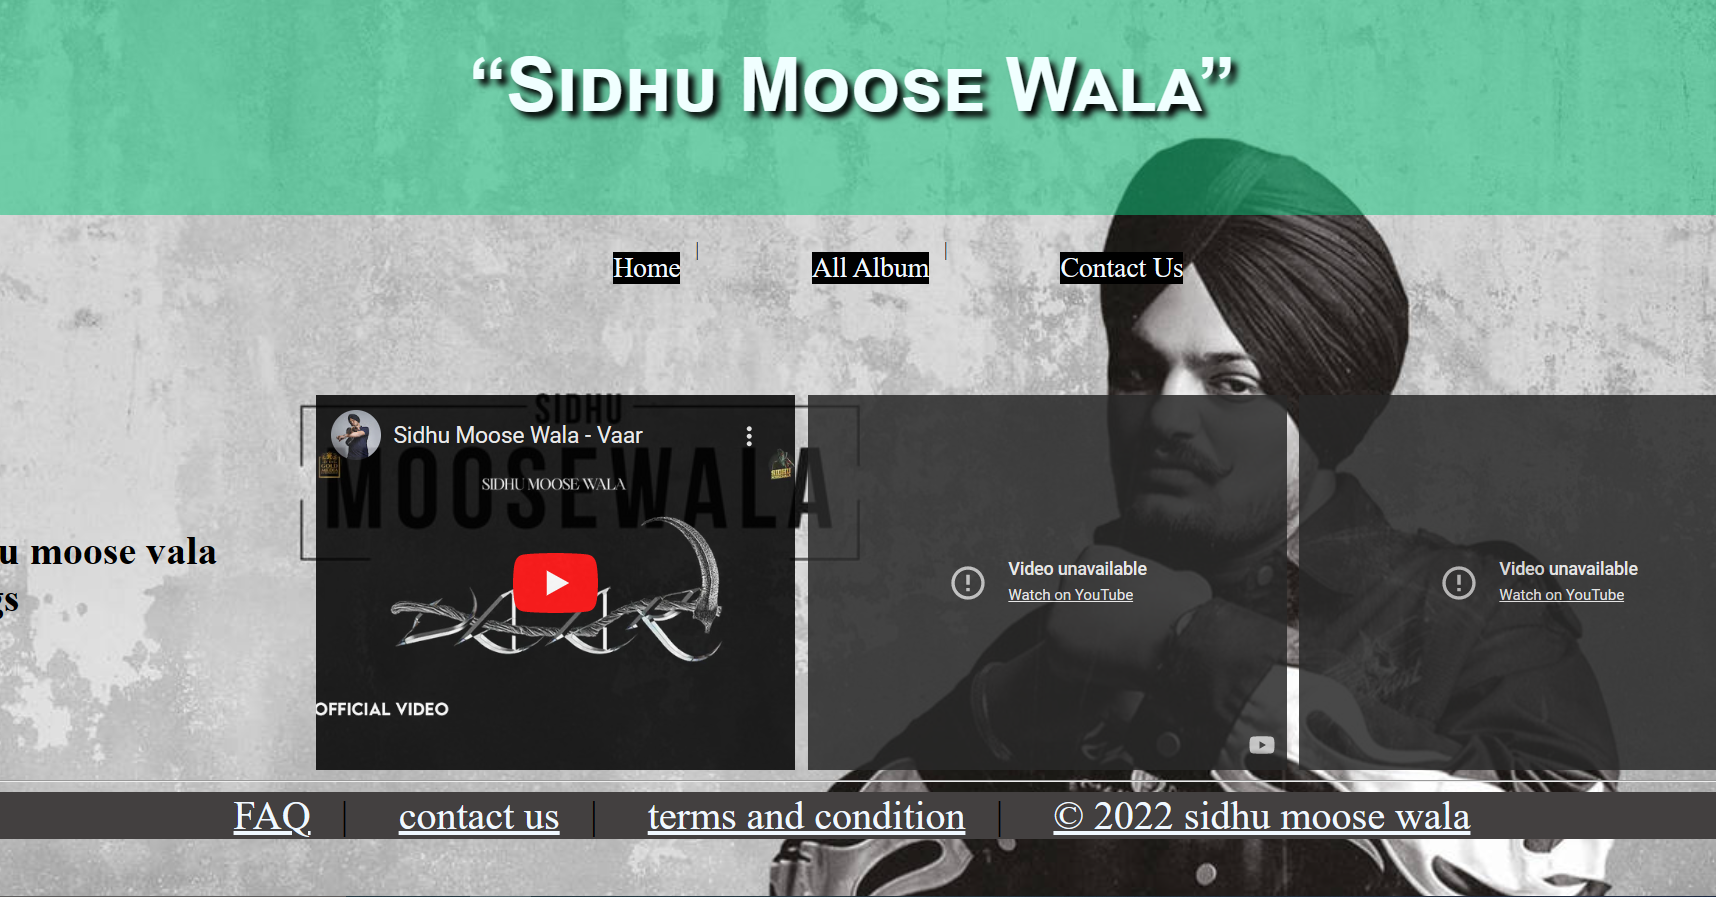 “Sidhu Moose Wala”
Home | All Album | Contact Us
SIDHU
MOOSEWALA
Sidhu Moose Wala - Vaar
SIDHU MOOSE WALA
VAAR
OFFICIAL VIDEO
u moose vala
gs
Video unavailable
Watch on YouTube
Video unavailable
Watch on YouTube
FAQ | contact us | terms and condition | © 2022 sidhu moose wala